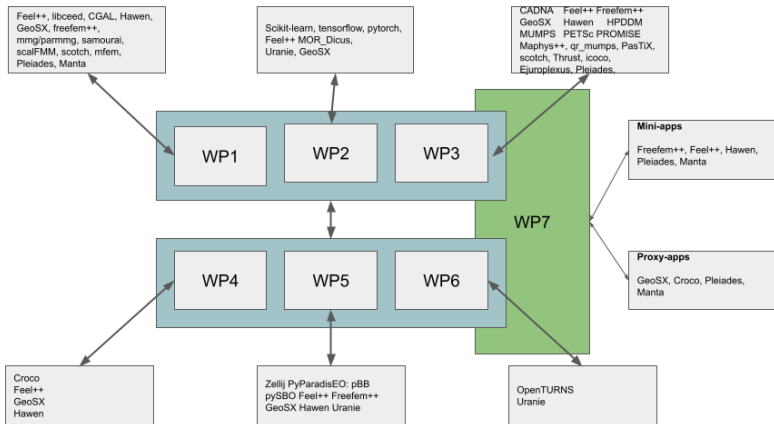 Feel++, libceed, CGAL, Hawen,
GeoSX, freefem++,
mmg/parmmg, samourai,
scalFMM, scotch, mfem,
Pleiades, Manta
Scikit-learn, tensorflow, pytorch,
Feel++ MOR_Dicus,
Uranie, GeoSX
CADNA Feel++ Freefem++
GeoSX Hawen HPDDM
MUMPS PETSc PROMISE
Maphys++, qr_mumps, PasTiX,
scotch, Thrust, icoco,
Ejuroplexus, Pleiades,
WP1
WP2
WP3
WP7
Mini-apps
Freefem++, Feel++, Hawen,
Pleiades, Manta
Proxy-apps
GeoSX, Croco, Pleiades,
Manta
WP4
WP5
WP6
Croco
Feel++
GeoSX
Hawen
Zellij PyParadisEO: pBB
pySBO Feel++ Freefem++
GeoSX Hawen Uranie
OpenTURNS
Uranie